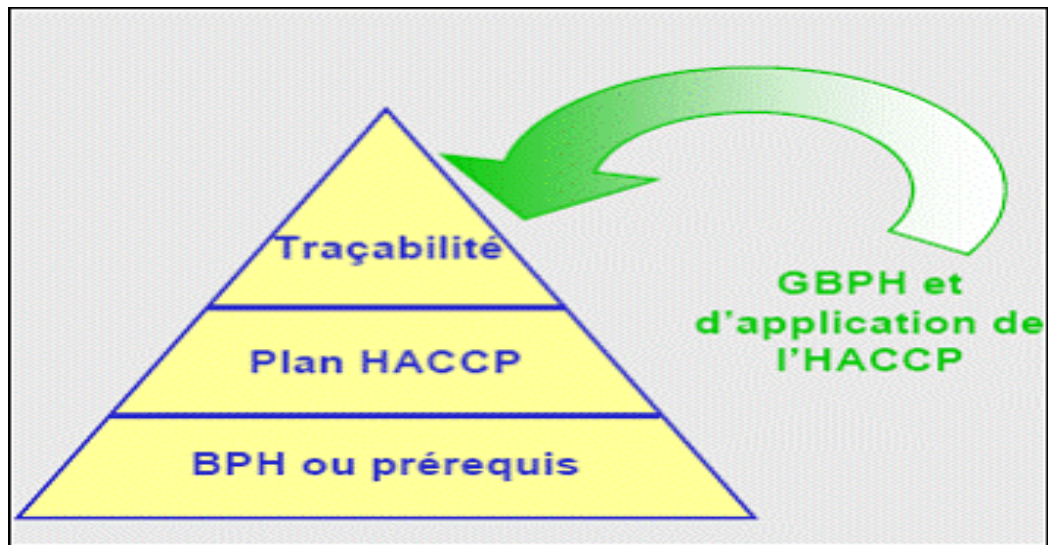 Traçabilité
Plan HACCP
BPH ou prérequis
GBPH et
d'application de
l'HACCP